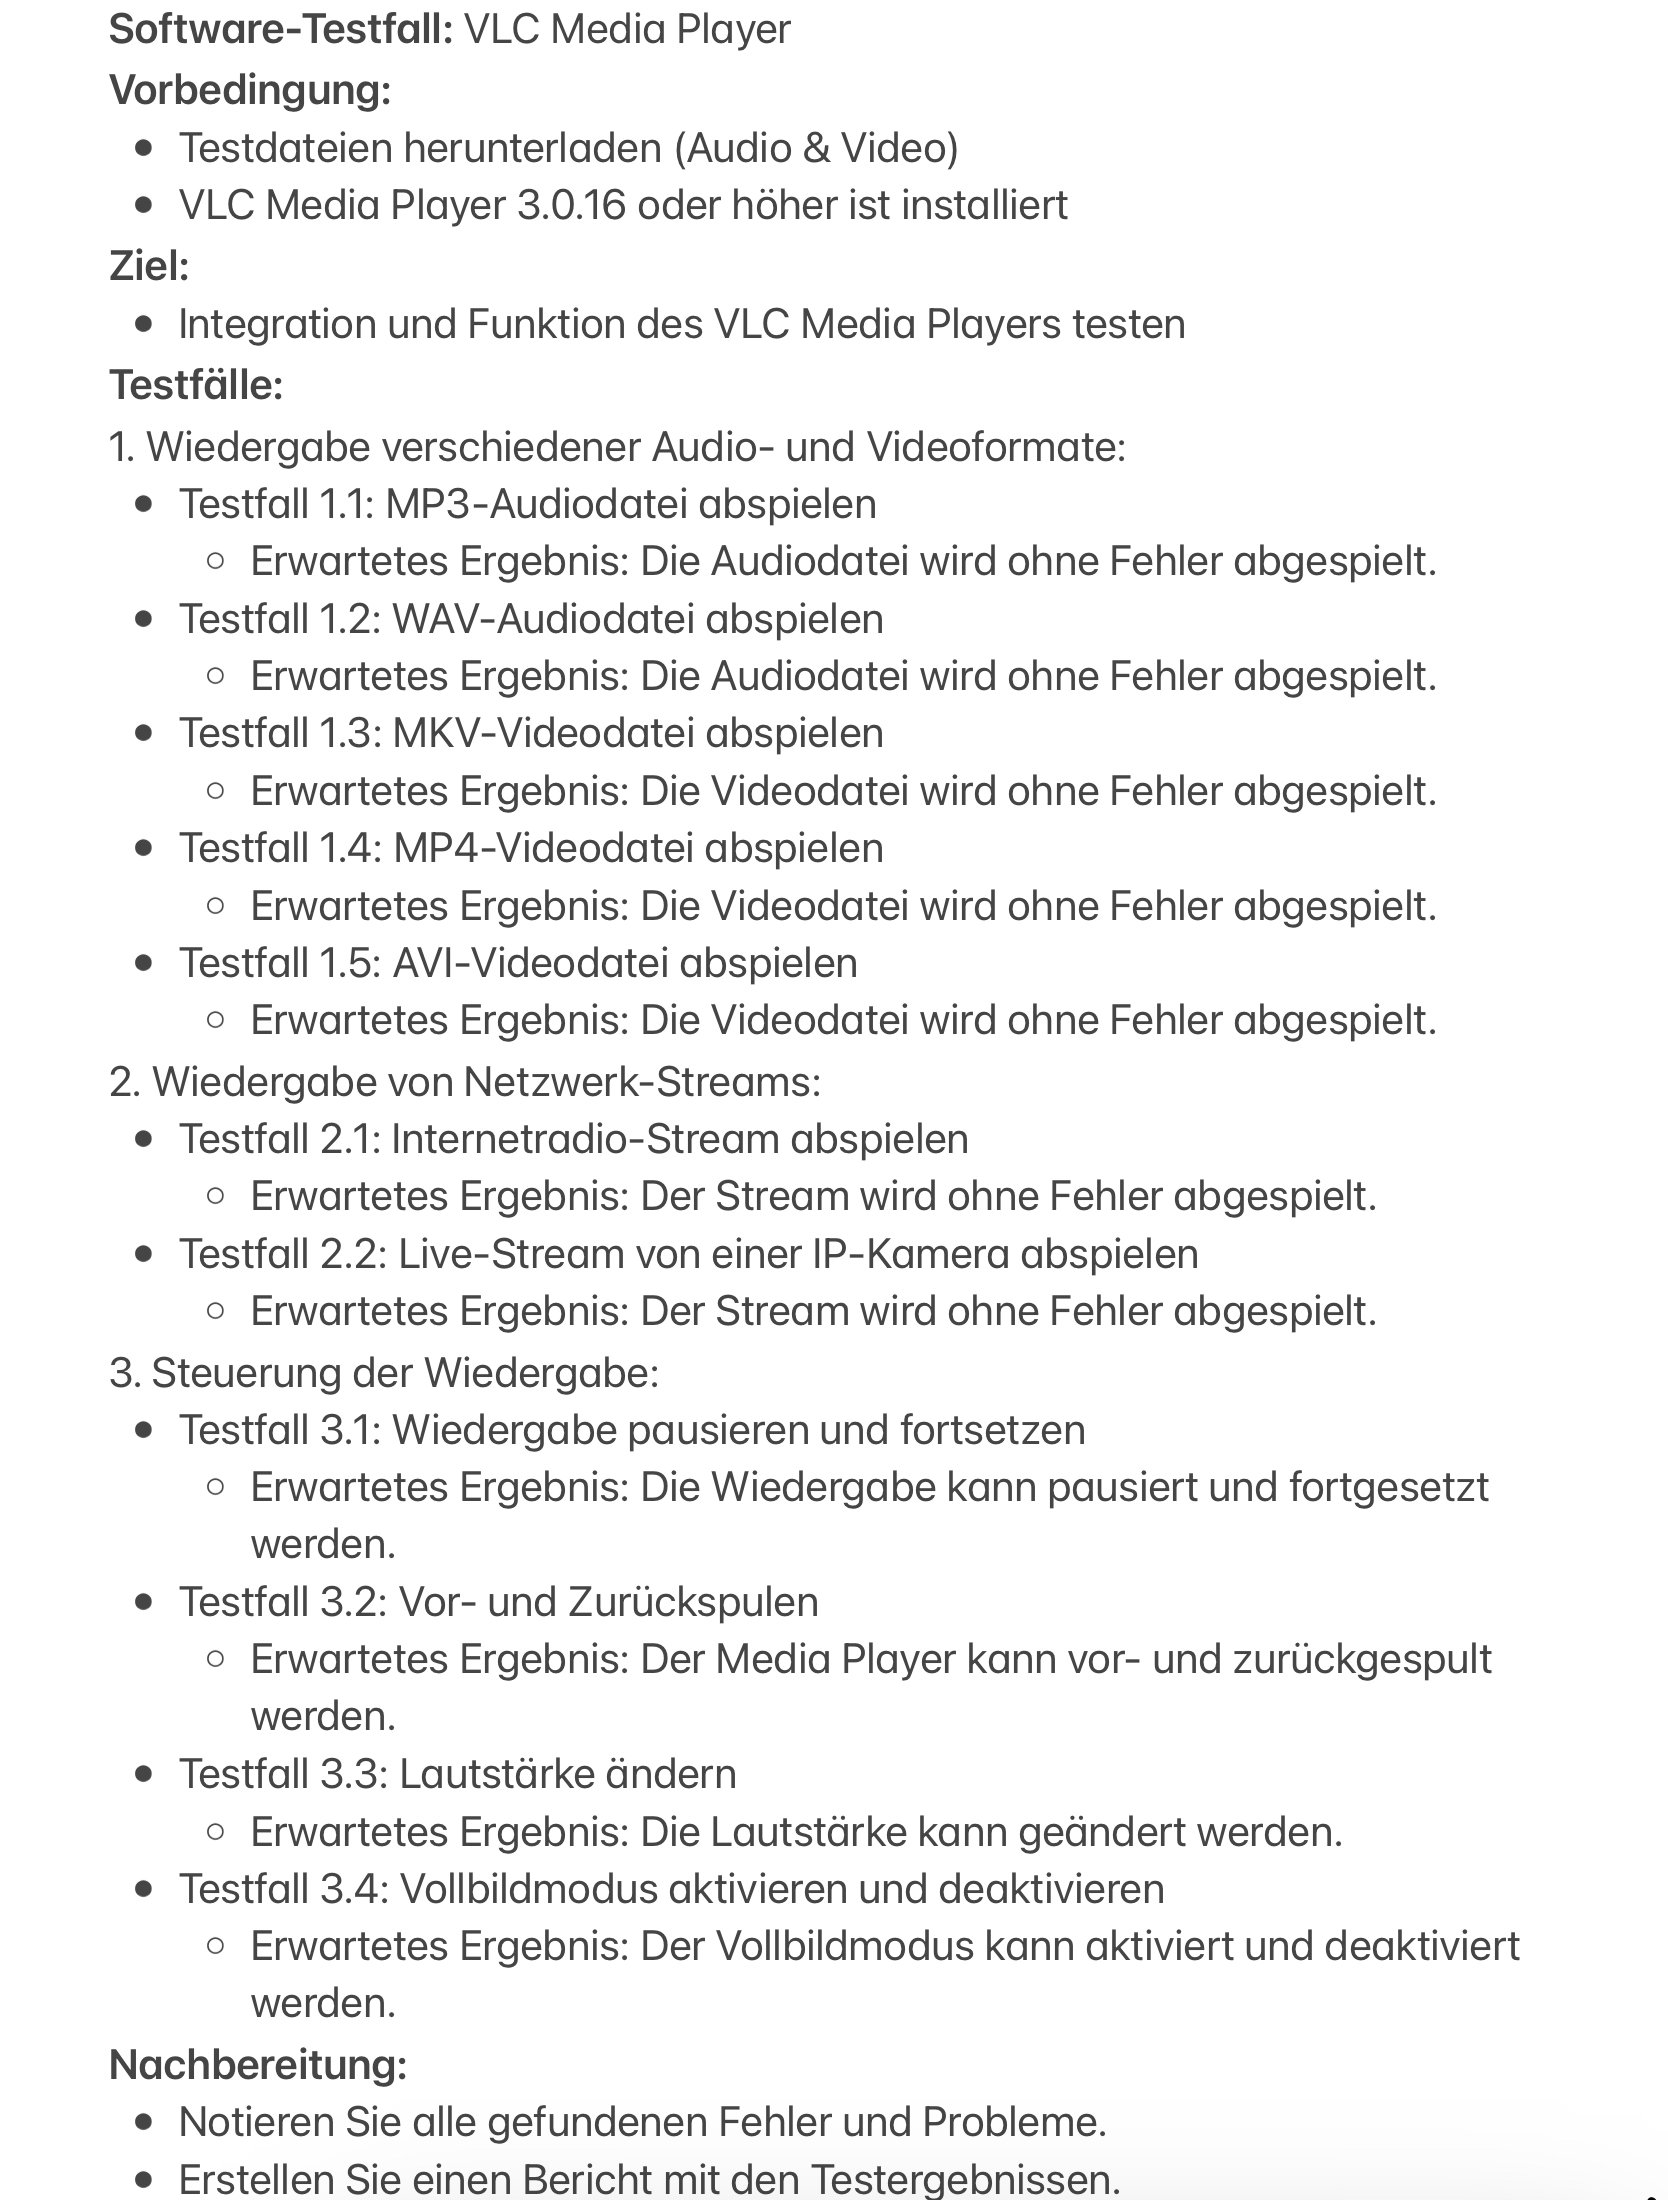 Software-Testfall: VLC Media Player
Vorbedingung:
● Testdateien herunterladen (Audio & Video)
● VLC Media Player 3.0.16 oder höher ist installiert
Ziel:
● Integration und Funktion des VLC Media Players testen
Testfälle:
1. Wiedergabe verschiedener Audio- und Videoformate:
● Testfall 1.1: MP3-Audiodatei abspielen
○ Erwartetes Ergebnis: Die Audiodatei wird ohne Fehler abgespielt.
● Testfall 1.2: WAV-Audiodatei abspielen
○ Erwartetes Ergebnis: Die Audiodatei wird ohne Fehler abgespielt.
● Testfall 1.3: MKV-Videodatei abspielen
○ Erwartetes Ergebnis: Die Videodatei wird ohne Fehler abgespielt.
● Testfall 1.4: MP4-Videodatei abspielen
○ Erwartetes Ergebnis: Die Videodatei wird ohne Fehler abgespielt.
● Testfall 1.5: AVI-Videodatei abspielen
○ Erwartetes Ergebnis: Die Videodatei wird ohne Fehler abgespielt.
2. Wiedergabe von Netzwerk-Streams:
● Testfall 2.1: Internetradio-Stream abspielen
○ Erwartetes Ergebnis: Der Stream wird ohne Fehler abgespielt.
● Testfall 2.2: Live-Stream von einer IP-Kamera abspielen
○ Erwartetes Ergebnis: Der Stream wird ohne Fehler abgespielt.
3. Steuerung der Wiedergabe:
● Testfall 3.1: Wiedergabe pausieren und fortsetzen
○ Erwartetes Ergebnis: Die Wiedergabe kann pausiert und fortgesetzt
werden.
● Testfall 3.2: Vor- und Zurückspulen
○ Erwartetes Ergebnis: Der Media Player kann vor- und zurückgespult
werden.
● Testfall 3.3: Lautstärke ändern
○ Erwartetes Ergebnis: Die Lautstärke kann geändert werden.
● Testfall 3.4: Vollbildmodus aktivieren und deaktivieren
○ Erwartetes Ergebnis: Der Vollbildmodus kann aktiviert und deaktiviert
werden.
Nachbereitung:
● Notieren Sie alle gefundenen Fehler und Probleme.
● Erstellen Sie einen Bericht mit den Testergebnissen.